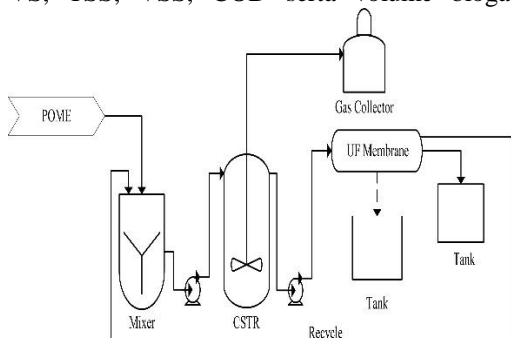 VS, TSS, VSS, COD serta volume bioga
POME
Gas Collector
UF Membrane
Tank
Tank
Mixer
CSTR
Recycle